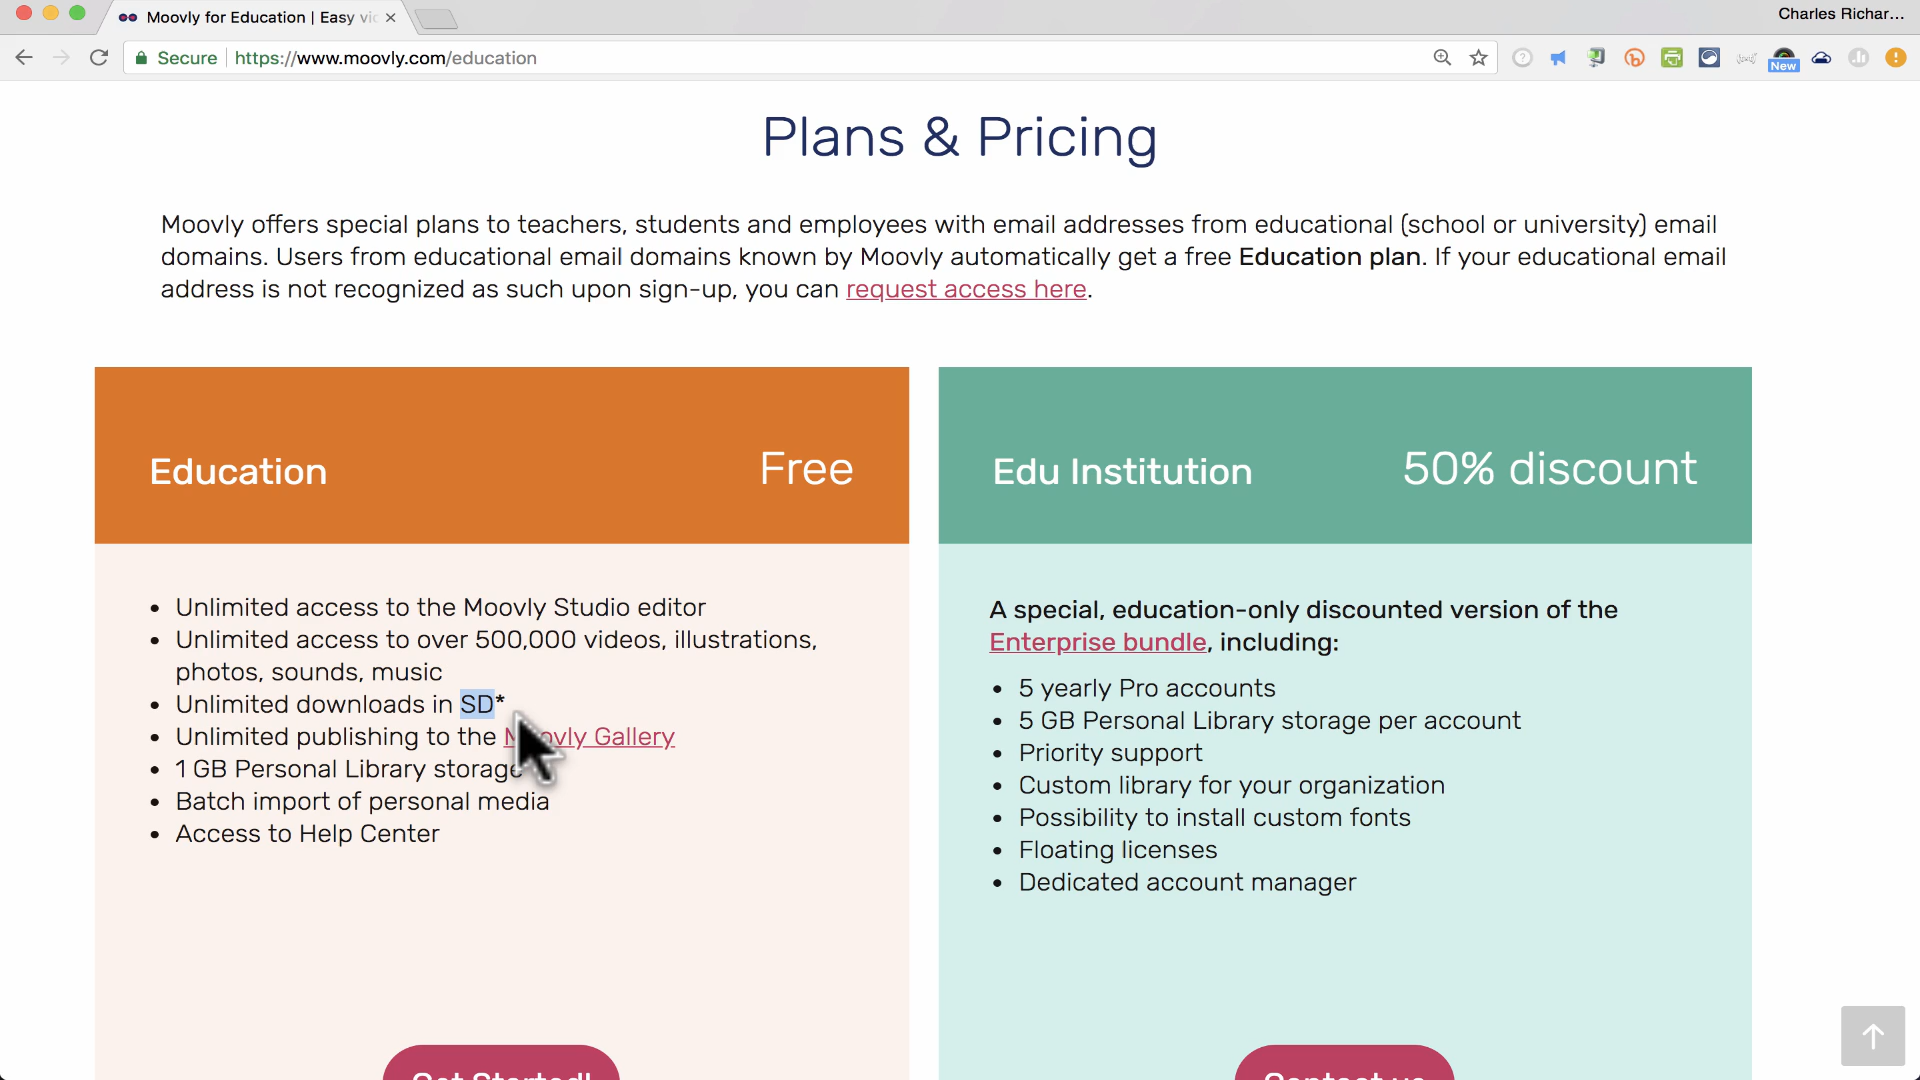 Moovly for Education | Easy vi
Charles Richar...
Secure
https://www.moovly.com/education
New
Plans & Pricing
Moovly offers special plans to teachers, students and employees with email addresses from educational (school or university) email
domains. Users from educational email domains known by Moovly automatically get a free Education plan. If your educational email
address is not recognized as such upon sign-up, you can request access here.
Education
Free
Unlimited access to the Moovly Studio editor
Unlimited access to over 500,000 videos, illustrations,
photos, sounds, music
Unlimited downloads in SD*
Unlimited publishing to the Moovly Gallery
1 GB Personal Library storage
Batch import of personal media
Access to Help Center
Get Started!
Edu Institution
50% discount
A special, education-only discounted version of the
Enterprise bundle, including:
5 yearly Pro accounts
5 GB Personal Library storage per account
Priority support
Custom library for your organization
Possibility to install custom fonts
Floating licenses
Dedicated account manager
Contact us